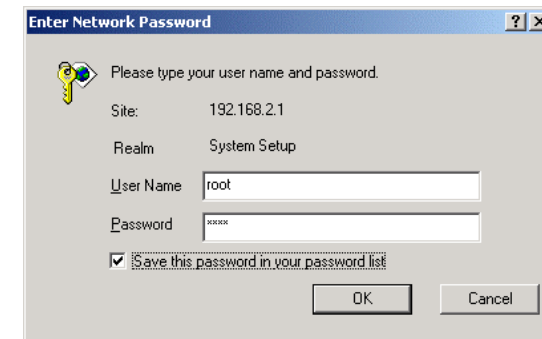 Enter Network Password
Please type your user name and password.
Site: 192.168.2.1
Realm System Setup
User Name root
Password ××××
Save this password in your password list
OK Cancel